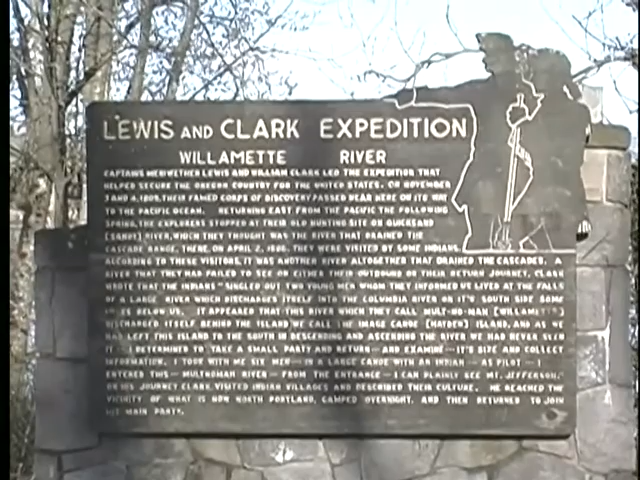 LEWIS AND CLARK EXPEDITION
WILLAMETTE RIVER
CAPTAINS MERIWETHER LEWIS AND WILLIAM CLARK LED THE EXPEDITION THAT
HELPED SECURE THE OREGON COUNTRY FOR THE UNITED STATES. ON NOVEMBER
3 AND 4, 1805, THEIR FAMED CORPS OF DISCOVERY PASSED NEAR HERE ON ITS WAY
TO THE PACIFIC OCEAN. RETURNING EAST FROM THE PACIFIC THE FOLLOWING
SPRING, THE EXPLORERS STOPPED AT THEIR OLD HUNTING SITE ON QUICKSAND
[SANDY] RIVER, WHICH THEY THOUGHT WAS THE RIVER THAT DRAINED THE
CASCADE RANGE. THERE, ON APRIL 2, 1806, THEY WERE VISITED BY SOME INDIANS.
ACCORDING TO THESE VISITORS, IT WAS ANOTHER RIVER ALTOGETHER THAT DRAINED THE CASCADES, A
RIVER THAT THEY HAD FAILED TO SEE ON EITHER THEIR OUTBOUND OR THEIR RETURN JOURNEY. CLARK
WROTE THAT THE INDIANS "SINGLED OUT TWO YOUNG MEN WHOM THEY INFORMED US LIVED AT THE FALLS
OF A LARGE RIVER WHICH DISCHARGES ITSELF INTO THE COLUMBIA RIVER ON IT'S SOUTH SIDE SOME
MILES BELOW US. IT APPEARED THAT THIS RIVER WHICH THEY CALL MULT-NO-MAH [WILLAMETTE]
DISCHARGED ITSELF BEHIND THE ISLAND WE CALL THE IMAGE CANOE [HAYDEN] ISLAND, AND AS WE
HAD LEFT THIS ISLAND TO THE SOUTH IN DESCENDING AND ASCENDING THE RIVER WE HAD NEVER SEEN
IT. I DETERMINED TO TAKE A SMALL PARTY AND RETURN—AND EXAMINE—IT'S SIZE AND COLLECT
INFORMATION. I TOOK WITH ME SIX MEN—IN A LARGE CANOE WITH AN INDIAN—AS PILOT—I
ENTERED THIS—MULTNOMAH RIVER—FROM THE ENTRANCE—I CAN PLAINLY SEE MT. JEFFERSON."
ON HIS JOURNEY CLARK VISITED INDIAN VILLAGES AND DESCRIBED THEIR CULTURE. HE REACHED THE
VICINITY OF WHAT IS NOW NORTH PORTLAND, CAMPED OVERNIGHT, AND THEN RETURNED TO JOIN
HIS MAIN PARTY.